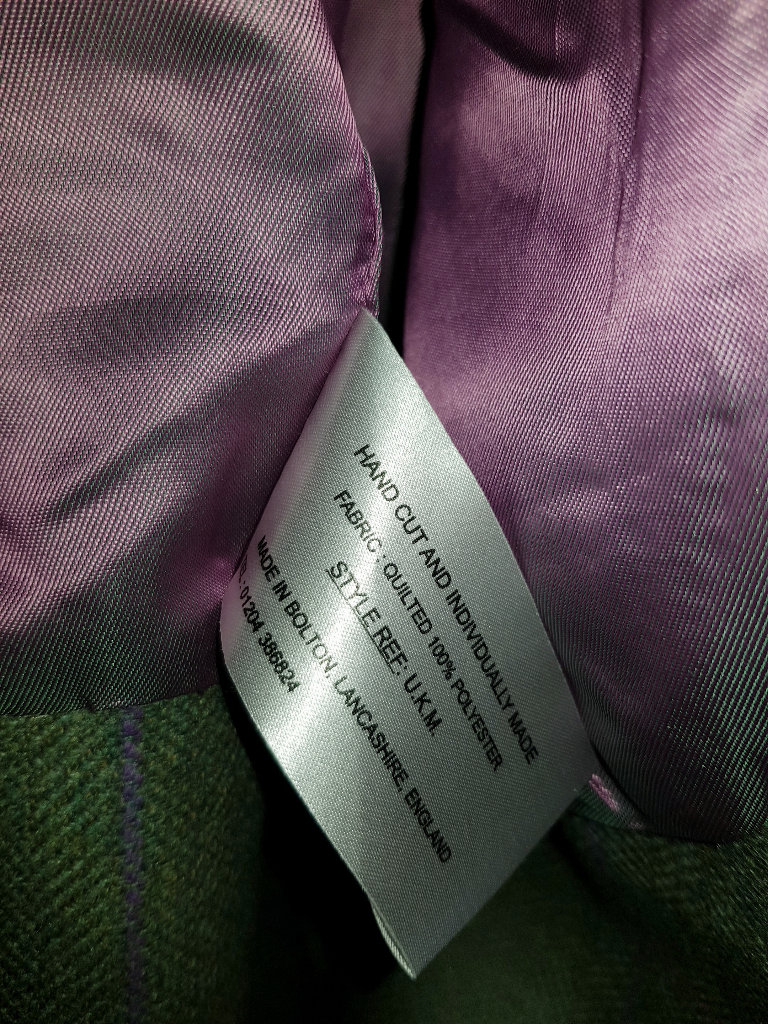 HAND CUT AND INDIVIDUALLY MADE
FABRIC : QUILTED 100% POLYESTER
STYLE REF: U.K.M.
MADE IN BOLTON, LANCASHIRE, ENGLAND
: 01204 386824